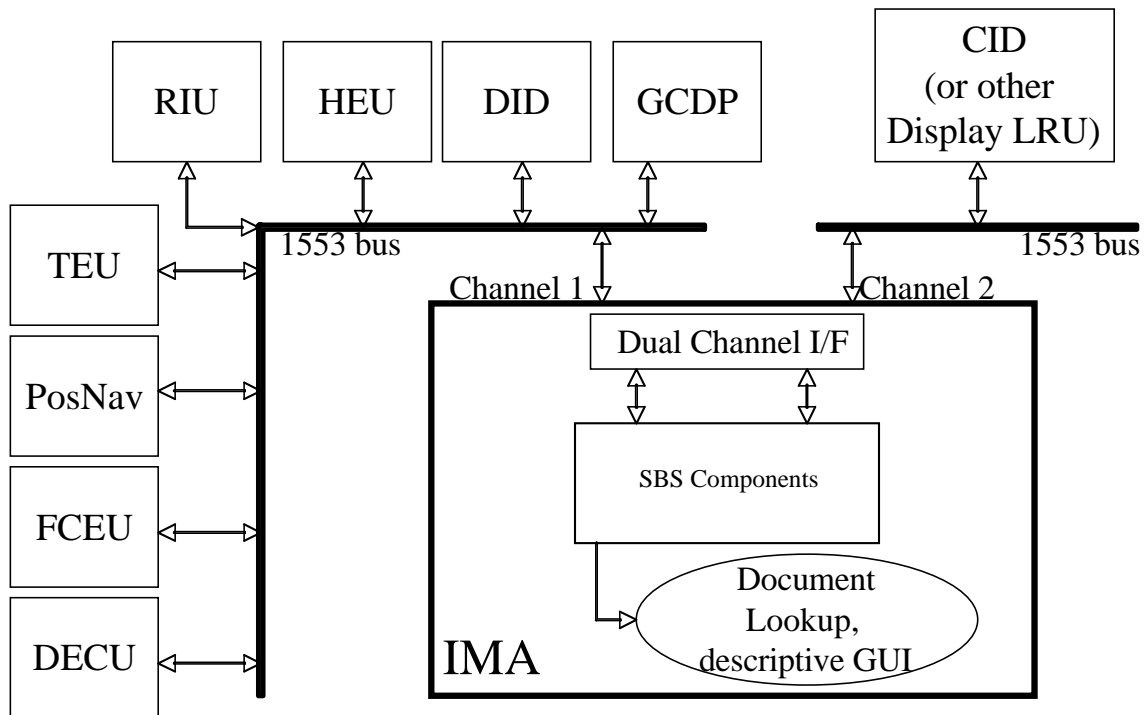 RIU
HEU
DID
GCDP
CID
(or other
Display LRU)
1553 bus
1553 bus
TEU
Channel 1
Channel 2
Dual Channel I/F
PosNav
SBS Components
FCEU
Document
Lookup,
descriptive GUI
DECU
IMA